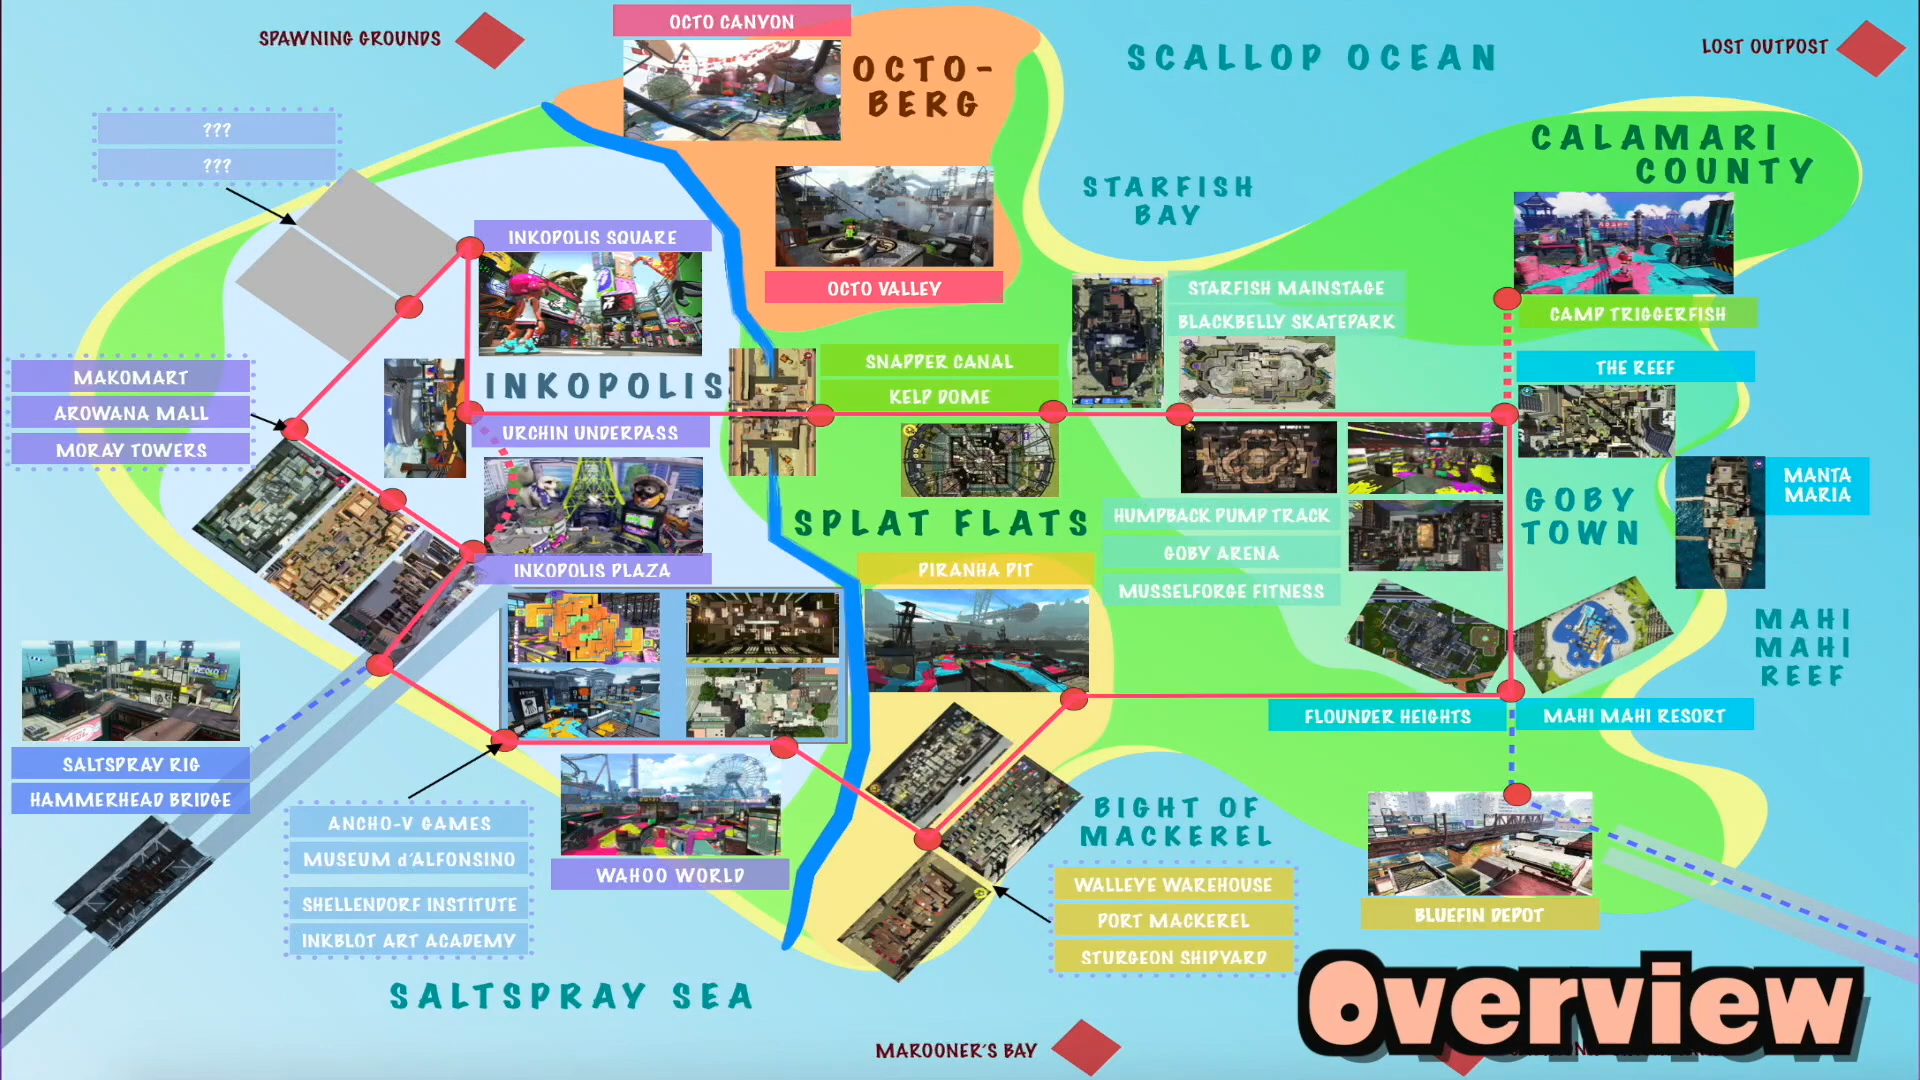 SPAWNING GROUNDS
OCTO CANYON
OCTO-
BERG
SCALLOP OCEAN
LOST OUTPOST
???
???
CALAMARI
COUNTY
STARFISH
BAY
INKOPOLIS SQUARE
OCTO VALLEY
STARFISH MAINSTAGE
BLACKBELLY SKATEPARK
CAMP TRIGGERFISH
MAKOMART
AROWANA MALL
MORAY TOWERS
INKOPOLIS
SNAPPER CANAL
KELP DOME
THE REEF
URCHIN UNDERPASS
MANTA
MARIA
GOBY
TOWN
SPLAT FLATS
HUMPBACK PUMP TRACK
GOBY ARENA
MUSSELFORGE FITNESS
INKOPOLIS PLAZA
PIRANHA PIT
MAHI
MAHI
REEF
FLOUNDER HEIGHTS
MAHI MAHI RESORT
SALTSPRAY RIG
HAMMERHEAD BRIDGE
ANCHO-V GAMES
MUSEUM d'ALFONSINO
SHELLENDORF INSTITUTE
INKBLOT ART ACADEMY
WAHOO WORLD
BIGHT OF
MACKEREL
WALLEYE WAREHOUSE
PORT MACKEREL
STURGEON SHIPYARD
BLUEFIN DEPOT
SALTSPRAY SEA
MAROONER'S BAY
Overview